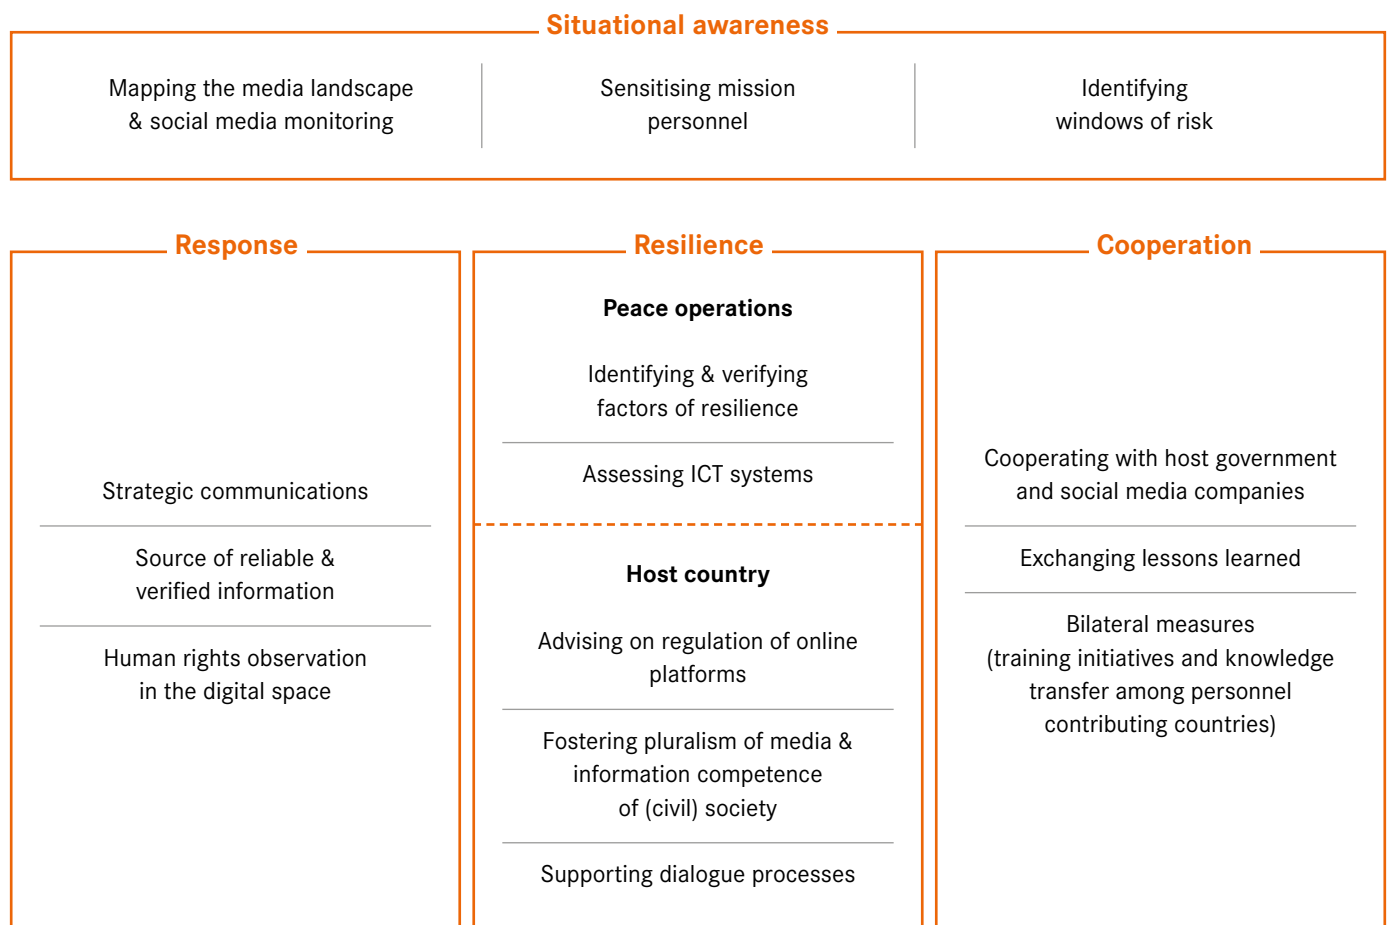 Situational awareness
Mapping the media landscape
& social media monitoring
Sensitising mission
personnel
Identifying
windows of risk
Response
Strategic communications
Source of reliable &
verified information
Human rights observation
in the digital space
Resilience
Peace operations
Identifying & verifying
factors of resilience
Assessing ICT systems
Host country
Advising on regulation of online
platforms
Fostering pluralism of media &
information competence
of (civil) society
Supporting dialogue processes
Cooperation
Cooperating with host government
and social media companies
Exchanging lessons learned
Bilateral measures
(training initiatives and knowledge
transfer among personnel
contributing countries)